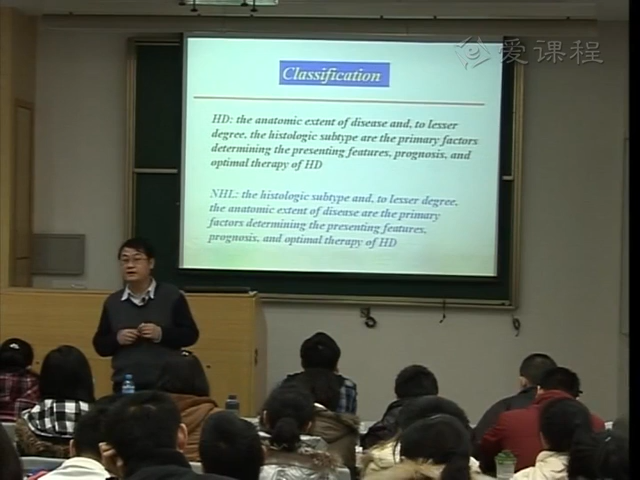 爱课程
Classification
HD: the anatomic extent of disease and, to lesser
degree, the histologic subtype are the primary factors
determining the presenting features, prognosis, and
optimal therapy of HD
NHL: the histologic subtype and, to lesser degree,
the anatomic extent of disease are the primary
factors determining the presenting features,
prognosis, and optimal therapy of HD